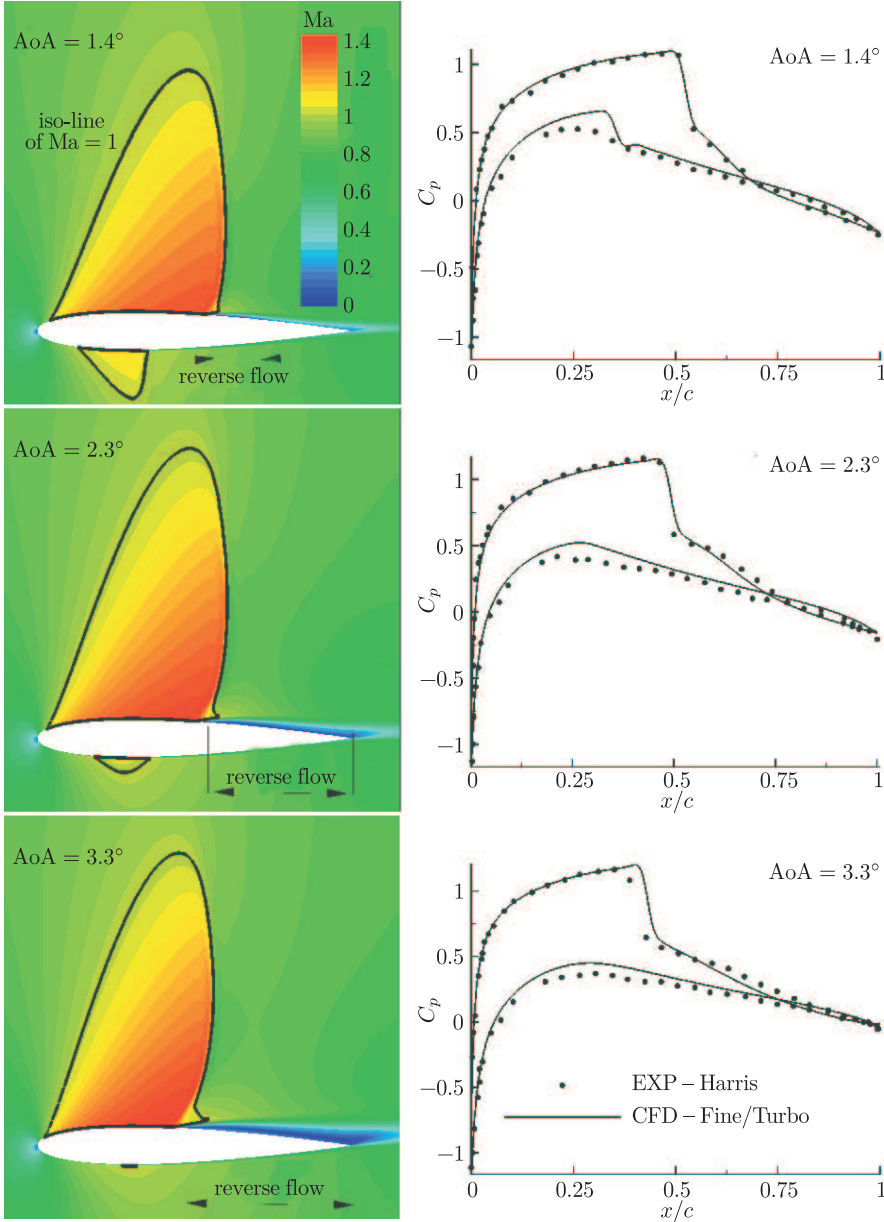 AoA = 1.4°
iso-line
of Ma = 1
Ma
1.4
1.2
1
0.8
0.6
0.4
0.2
0
reverse flow
AoA = 1.4°
1
0.5
0
−0.5
−1
C_p
0 0.25 0.5 0.75 1
x/c
AoA = 2.3°
reverse flow
AoA = 2.3°
1
0.5
0
−0.5
−1
C_p
0 0.25 0.5 0.75 1
x/c
AoA = 3.3°
reverse flow
AoA = 3.3°
1
0.5
0
−0.5
−1
C_p
EXP – Harris
CFD – Fine/Turbo
0 0.25 0.5 0.75 1
x/c